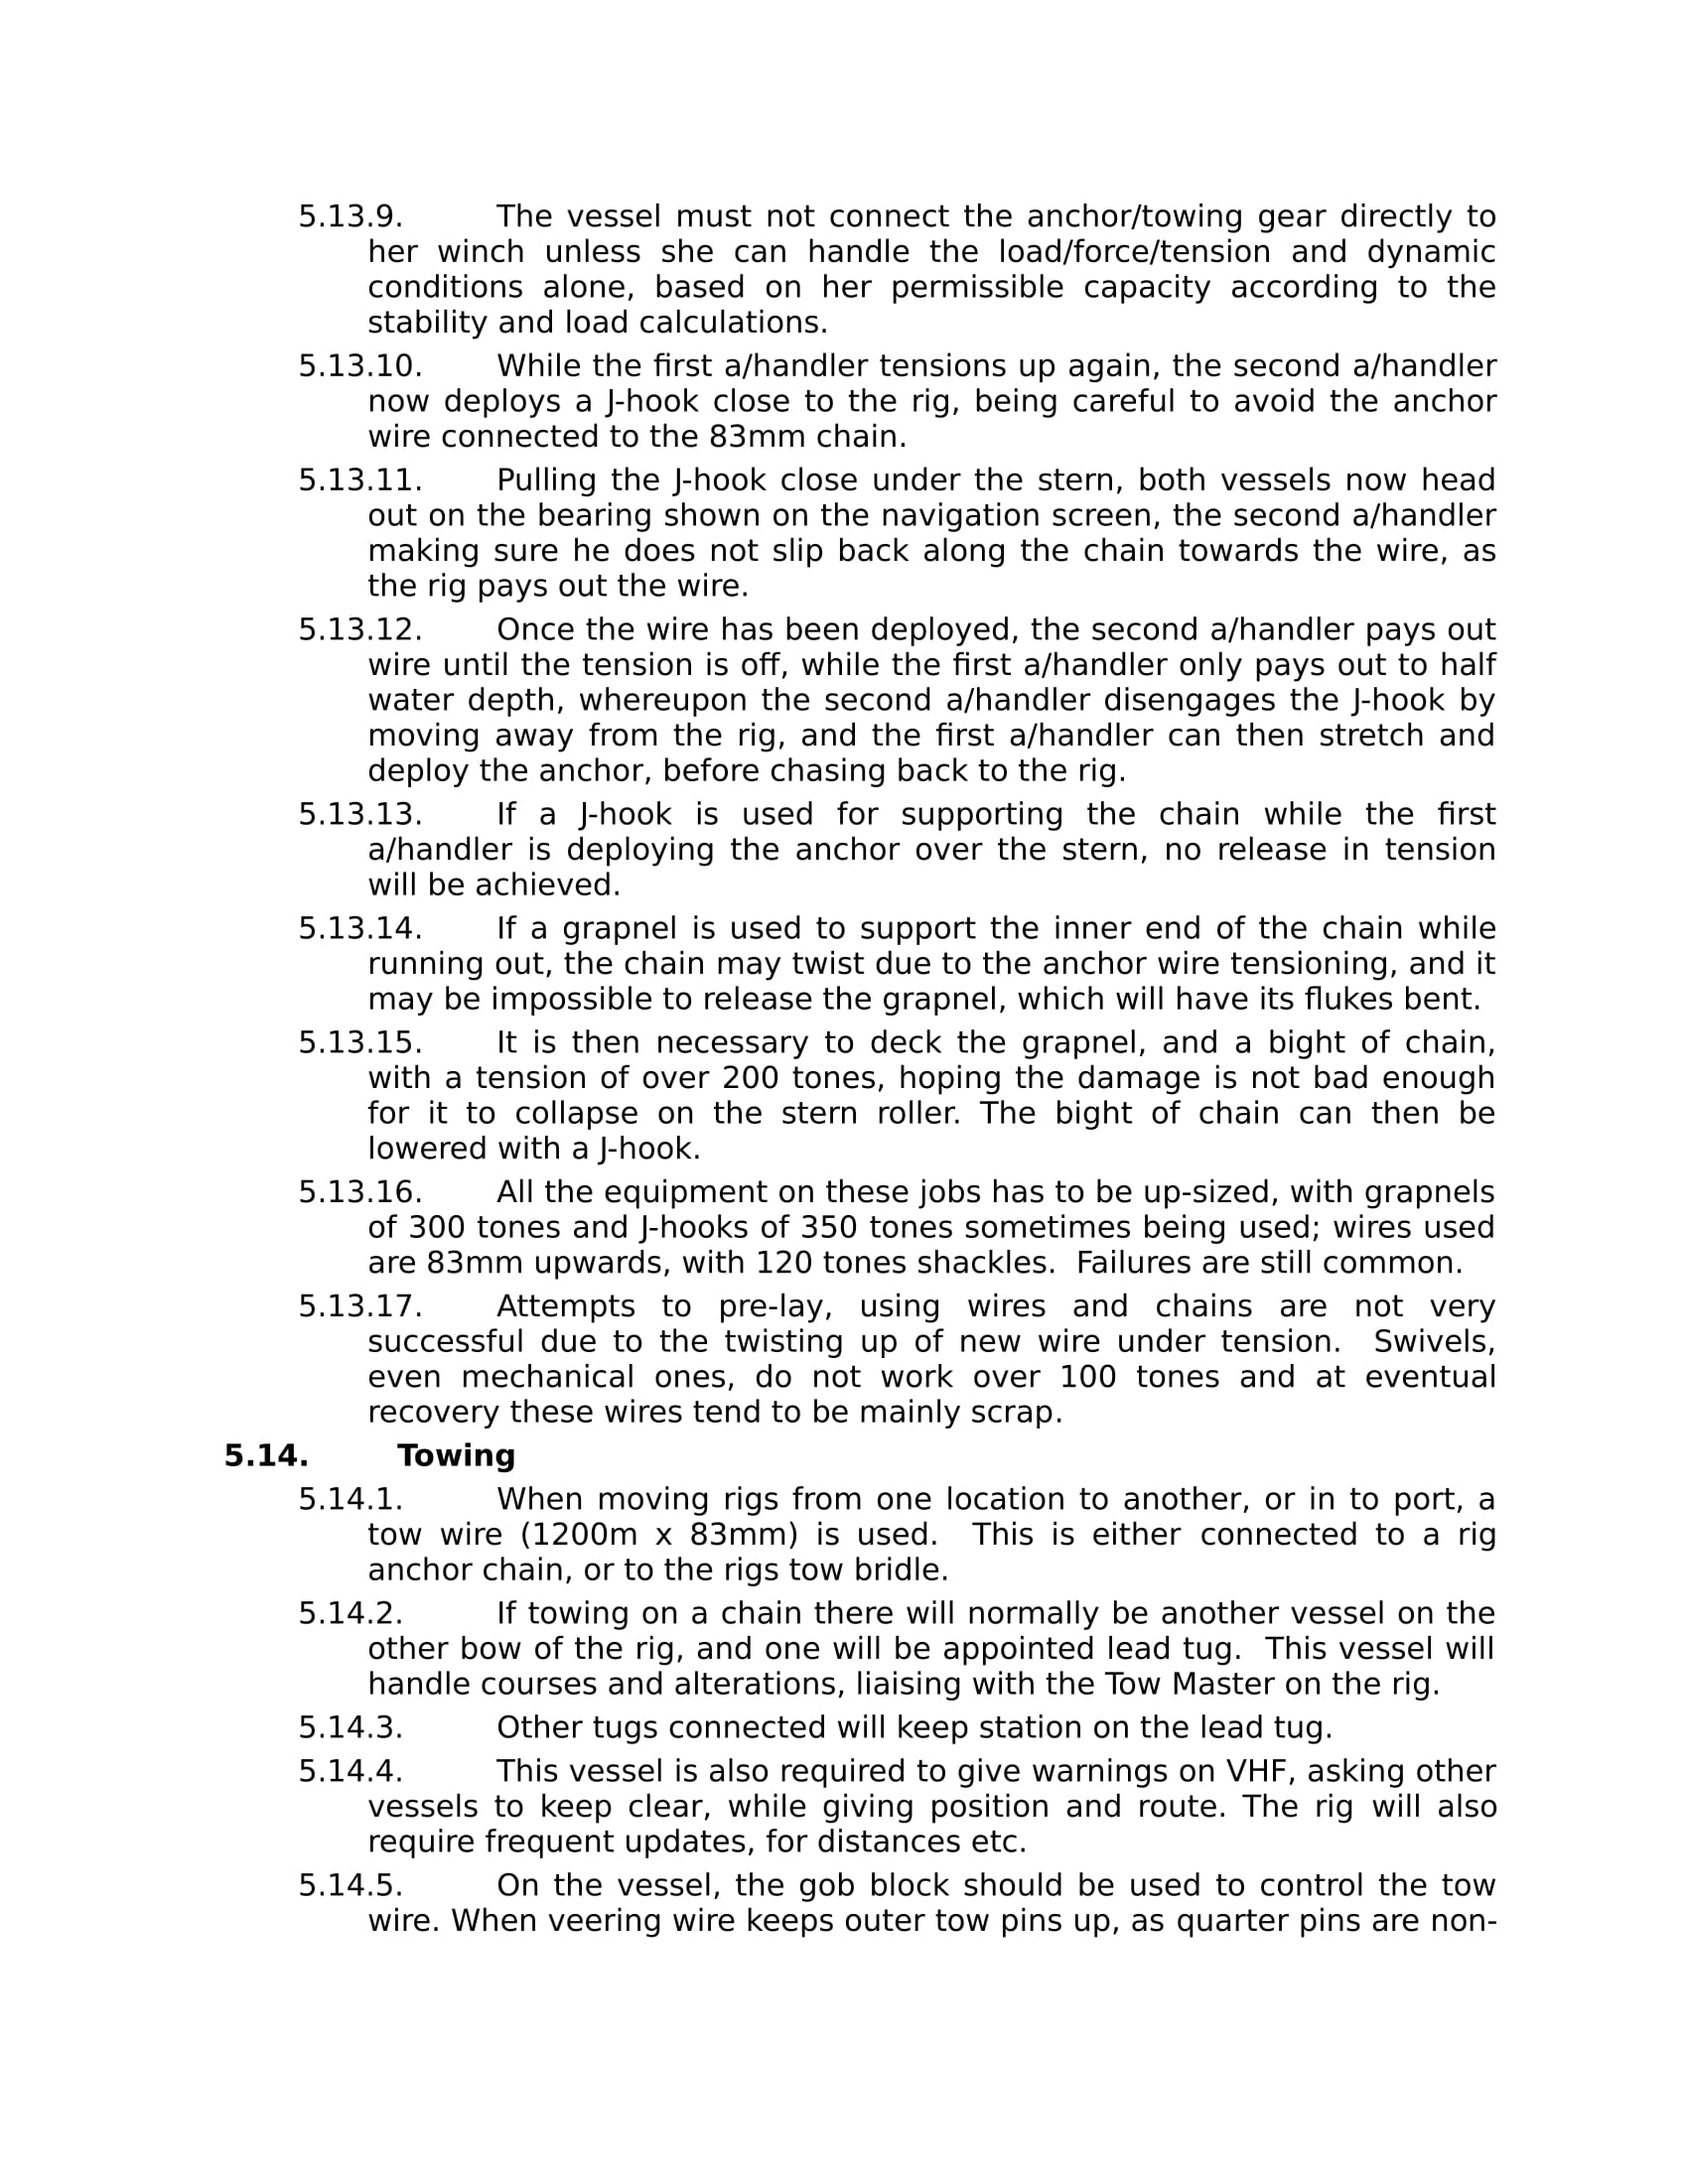 5.13.9. The vessel must not connect the anchor/towing gear directly to
her winch unless she can handle the load/force/tension and dynamic
conditions alone, based on her permissible capacity according to the
stability and load calculations.
5.13.10. While the first a/handler tensions up again, the second a/handler
now deploys a J-hook close to the rig, being careful to avoid the anchor
wire connected to the 83mm chain.
5.13.11. Pulling the J-hook close under the stern, both vessels now head
out on the bearing shown on the navigation screen, the second a/handler
making sure he does not slip back along the chain towards the wire, as
the rig pays out the wire.
5.13.12. Once the wire has been deployed, the second a/handler pays out
wire until the tension is off, while the first a/handler only pays out to half
water depth, whereupon the second a/handler disengages the J-hook by
moving away from the rig, and the first a/handler can then stretch and
deploy the anchor, before chasing back to the rig.
5.13.13. If a J-hook is used for supporting the chain while the first
a/handler is deploying the anchor over the stern, no release in tension
will be achieved.
5.13.14. If a grapnel is used to support the inner end of the chain while
running out, the chain may twist due to the anchor wire tensioning, and it
may be impossible to release the grapnel, which will have its flukes bent.
5.13.15. It is then necessary to deck the grapnel, and a bight of chain,
with a tension of over 200 tones, hoping the damage is not bad enough
for it to collapse on the stern roller. The bight of chain can then be
lowered with a J-hook.
5.13.16. All the equipment on these jobs has to be up-sized, with grapnels
of 300 tones and J-hooks of 350 tones sometimes being used; wires used
are 83mm upwards, with 120 tones shackles.  Failures are still common.
5.13.17. Attempts to pre-lay, using wires and chains are not very
successful due to the twisting up of new wire under tension.  Swivels,
even mechanical ones, do not work over 100 tones and at eventual
recovery these wires tend to be mainly scrap.
5.14. Towing
5.14.1. When moving rigs from one location to another, or in to port, a
tow wire (1200m x 83mm) is used.  This is either connected to a rig
anchor chain, or to the rigs tow bridle.
5.14.2. If towing on a chain there will normally be another vessel on the
other bow of the rig, and one will be appointed lead tug.  This vessel will
handle courses and alterations, liaising with the Tow Master on the rig.
5.14.3. Other tugs connected will keep station on the lead tug.
5.14.4. This vessel is also required to give warnings on VHF, asking other
vessels to keep clear, while giving position and route. The rig will also
require frequent updates, for distances etc.
5.14.5. On the vessel, the gob block should be used to control the tow
wire. When veering wire keeps outer tow pins up, as quarter pins are non-